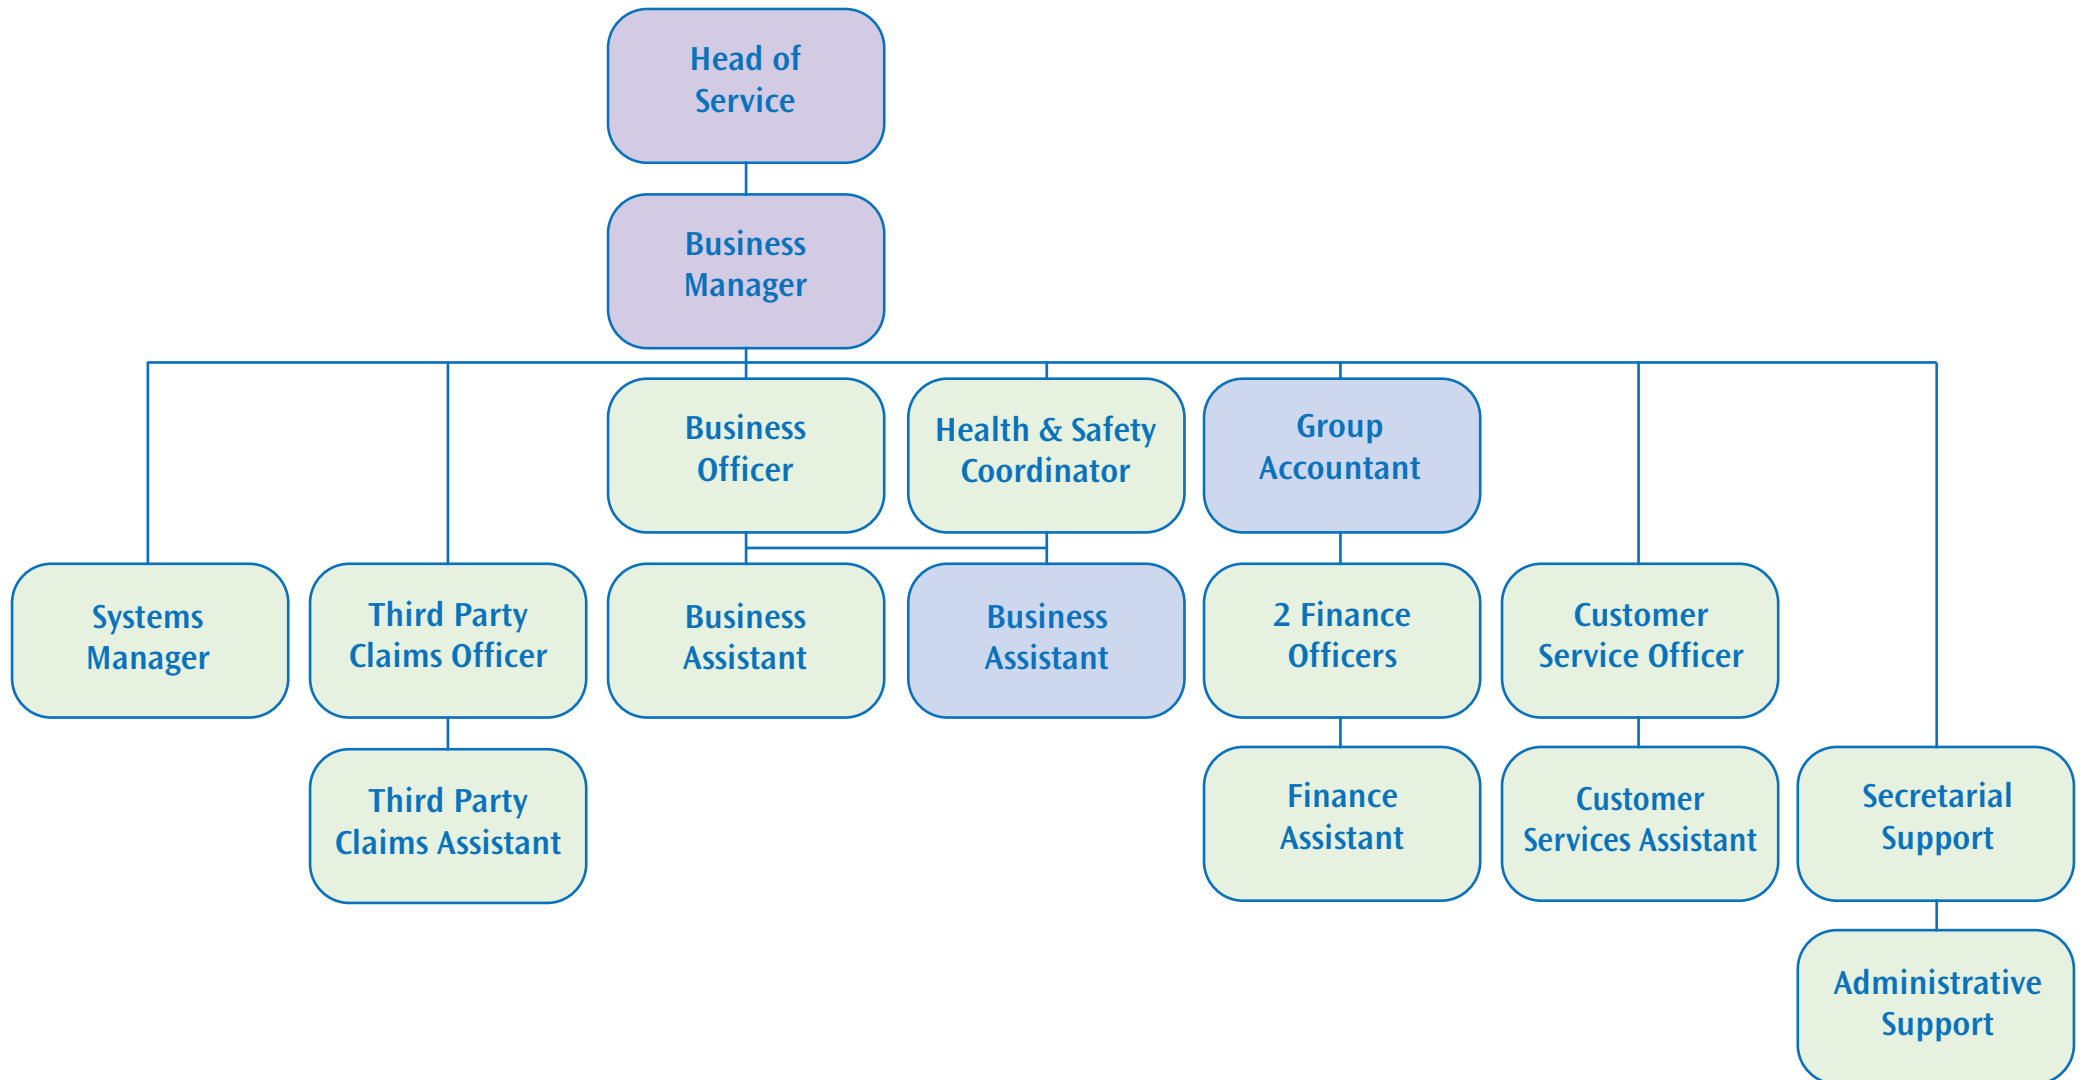 Head of
Service
Business
Manager
Business
Officer
Health & Safety
Coordinator
Group
Accountant
Systems
Manager
Third Party
Claims Officer
Business
Assistant
Business
Assistant
2 Finance
Officers
Customer
Service Officer
Third Party
Claims Assistant
Finance
Assistant
Customer
Services Assistant
Secretarial
Support
Administrative
Support